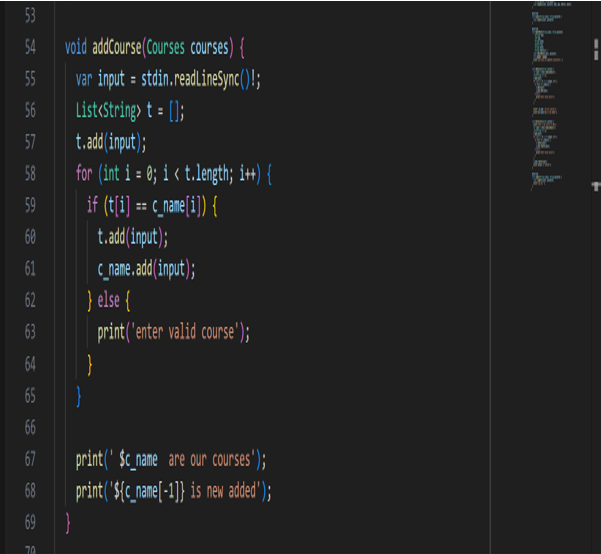 53
54 void addCourse(Courses courses) {
55 var input = stdin.readLineSync()!;
56 List<String> t = [];
57 t.add(input);
58 for (int i = 0; i < t.length; i++) {
59 if (t[i] == c_name[i]) {
60 t.add(input);
61 c_name.add(input);
62 } else {
63 print('enter valid course');
64 }
65 }
66
67 print(' $c_name  are our courses');
68 print('${c_name[-1]} is new added');
69 }
70